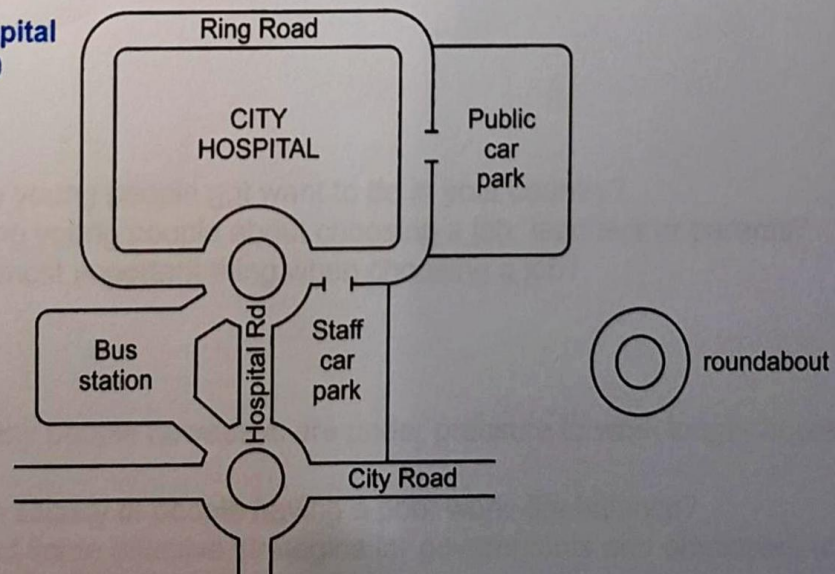 pital
)
Ring Road
CITY
HOSPITAL
Public
car
park
Bus
station
Hospital Rd
Staff
car
park
roundabout
City Road